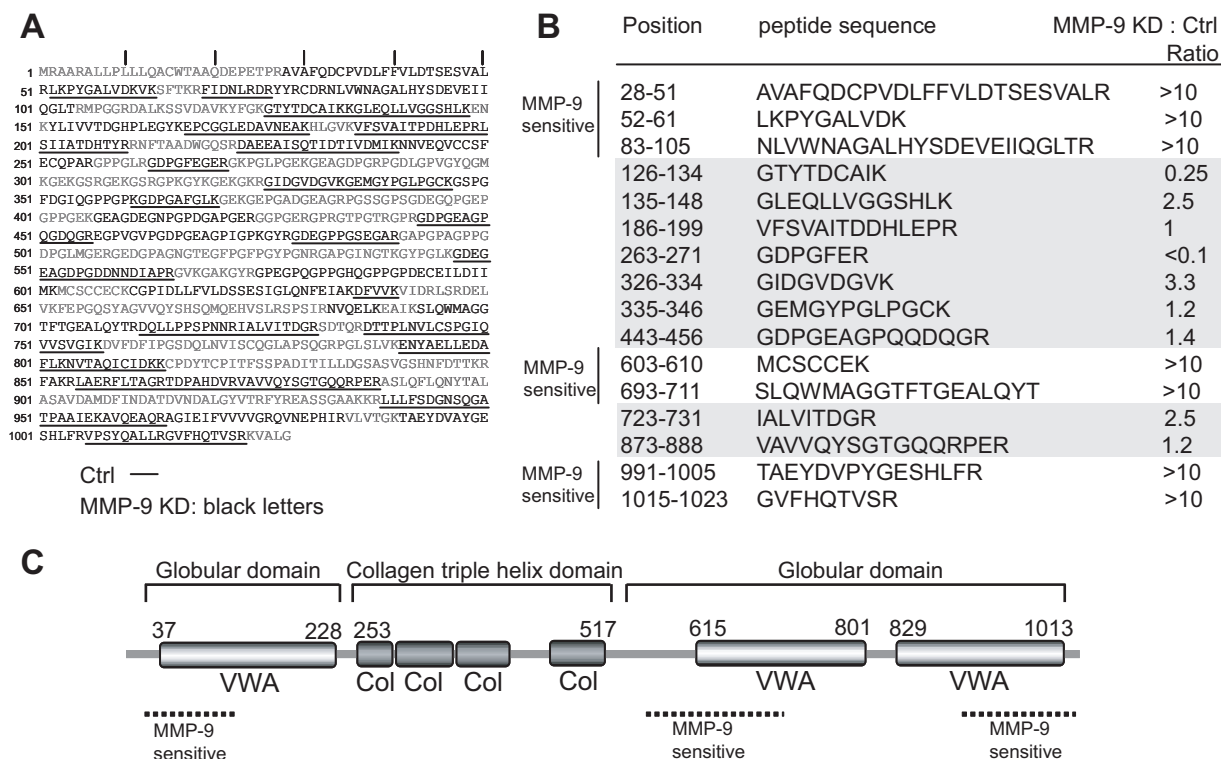 A
1 MRAARALLPLLLQACWTAAQDEPETPRAVAFQDCPVDLFFVLDTSESVAL
51 RLKPYGALVDKVKSFTKRFIDNLRDRYYRCDRNLVWNAGALHYSDEVEII
101 QGLTRMPGGRDALKSSVDAVKYFGKGTYTDCAIKKGLEQLLVGGSHLKEN
151 KYLIVVTDGHPLEGYKEPCGGLEDAVNEAKHLGVKVFSVAITPDHLEPRL
201 SIIATDHTYRRNFTAADWGQSRDAEEAISQTIDTIVDMIKNNVEQVCCSF
251 ECQPARGPPGLRGDPGFEGERGKPGLPGEKGEAGDPGRPGDLGPVGYQGM
301 KGEKGSRGEKGSRGPKGYKGEKGKRGIDGVDGVKGEMGYPGLPGCKGSPG
351 FDGIQGPPGPKGDPGAFGLKGEKGEPGADGEAGRPGSSGPSGDEGQPGEP
401 GPPGEKGEAGDEGNPGPDGAPGERGGPGERGPRGTPGTRGPRGDPGEAGP
451 QGDQGREGPVGVPGDPGEAGPIGPKGYRGDEGPPGSEGARGAPGPAGPPG
501 DPGLMGERGEDGPAGNGTEGFPGFPGYPGNRGAPGINGTKGYPGLKGDEG
551 EAGDPGDDNNDIAPRGVKGAKGYRGPEGPQGPPGHQGPPGPDECEILDII
601 MKMCSCCECKCGPIDLLFVLDSSESIGLQNFEIAKDFVVKVIDRLSRDEL
651 VKFEPGQSYAGVVQYSHSQMQEHVSLRSPSIRNVQELKEAIKSLQWMAGG
701 TFTGEALQYTRDQLLPPSPNNRIALVITDGRSDTQRDTTPLNVLCSPGIQ
751 VVSVGIKDVFDFIPGSDQLNVISCQGLAPSQGRPGLSLVKENYAELLEDA
801 FLKNVTAQICIDKKCPDYTCPITFSSPADITILLDGSASVGSHNFDTTKR
851 FAKRLAERFLTAGRTDPAHDVRVAVVQYSGTGQQRPERASLQFLQNYTAL
901 ASAVDAMDFINDATDVNDALGYVTRFYREASSGAAKKRLLLFSDGNSQGA
951 TPAAIEKAVQEAQRAGIEIFVVVVGRQVNEPHIRVLVTGKTAEYDVAYGE
1001 SHLFRVPSYQALLRGVFHQTVSRKVALG
Ctrl —
MMP-9 KD: black letters
B
Position peptide sequence MMP-9 KD : Ctrl
Ratio
MMP-9
sensitive
28-51 AVAFQDCPVDLFFVLDTSESVALR >10
52-61 LKPYGALVDK >10
83-105 NLVWNAGALHYSDEVEIIQGLTR >10
126-134 GTYTDCAIK 0.25
135-148 GLEQLLVGGSHLK 2.5
186-199 VFSVAITDDHLEPR 1
263-271 GDPGFER <0.1
326-334 GIDGVDGVK 3.3
335-346 GEMGYPGLPGCK 1.2
443-456 GDPGEAGPQQDQGR 1.4
MMP-9
sensitive
603-610 MCSCCEK >10
693-711 SLQWMAGGTFTGEALQYT >10
723-731 IALVITDGR 2.5
873-888 VAVVQYSGTGQQRPER 1.2
MMP-9
sensitive
991-1005 TAEYDVPYGESHLFR >10
1015-1023 GVFHQTVSR >10
C
Globular domain Collagen triple helix domain Globular domain
37 228 253 517 615 801 829 1013
VWA Col Col Col Col VWA VWA
MMP-9
sensitive
MMP-9
sensitive
MMP-9
sensitive